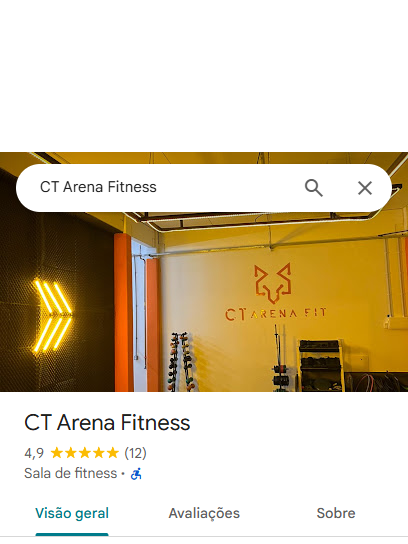 CT Arena Fitness
CT ARENA FIT
CT Arena Fitness
4,9 (12)
Sala de fitness ·
Visão geral
Avaliações
Sobre